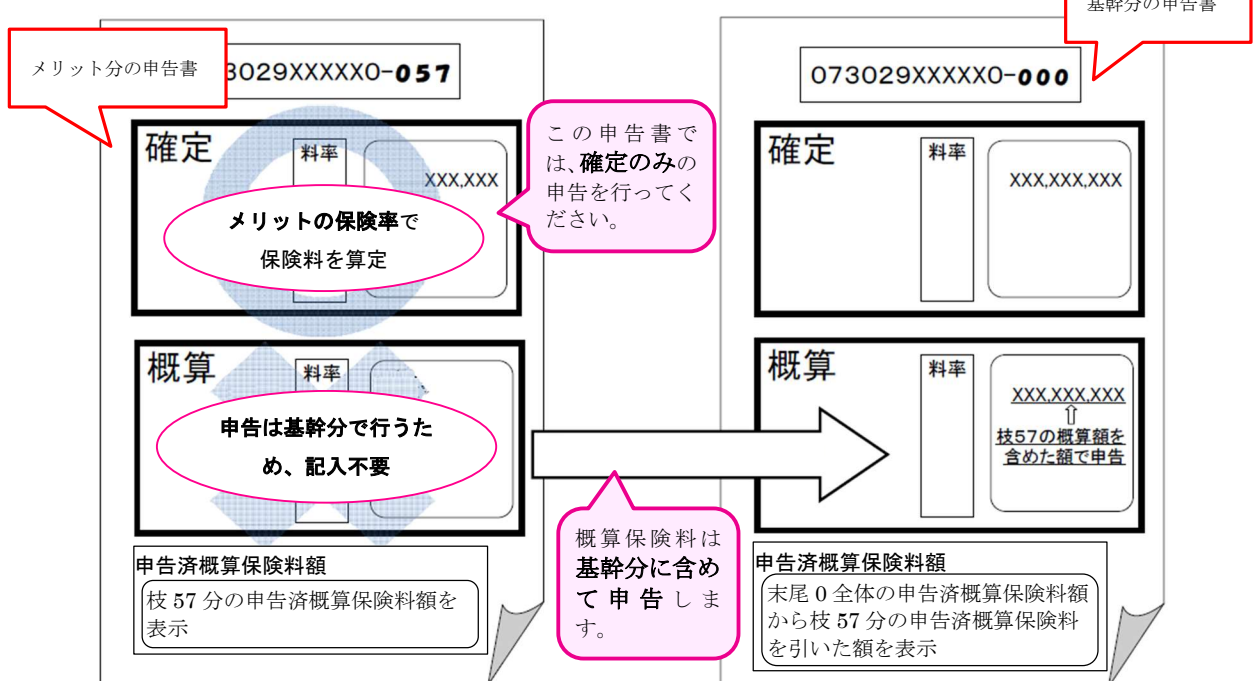 メリット分の申告書
3029XXXXX0-057
確定
料率
XXX,XXX
メリットの保険率で
保険料を算定
この申告書で
は、確定のみの
申告を行ってく
ださい。
概算
料率
申告は基幹分で行うた
め、記入不要
申告済概算保険料額
枝 57 分の申告済概算保険料額を
表示
概算保険料は
基幹分に含め
て申告しま
す。
基幹分の申告書
073029XXXXX0-000
確定
料率
XXX,XXX,XXX
概算
料率
XXX,XXX,XXX
⇧
枝57の概算額を
含めた額で申告
申告済概算保険料額
末尾 0 全体の申告済概算保険料額
から枝 57 分の申告済概算保険料
を引いた額を表示